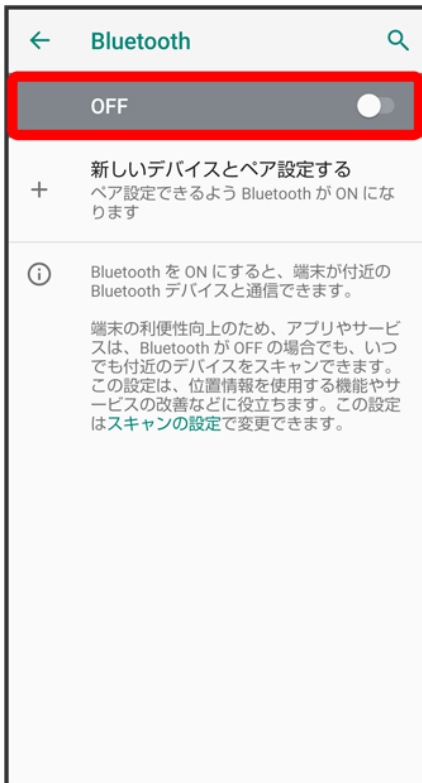 Bluetooth
OFF
新しいデバイスとペア設定する
ペア設定できるよう Bluetooth が ON にな
ります
Bluetooth を ON にすると、端末が付近の
Bluetooth デバイスと通信できます。
端末の利便性向上のため、アプリやサービ
スは、Bluetooth が OFF の場合でも、いつ
でも付近のデバイスをスキャンできます。
この設定は、位置情報を使用する機能やサ
ービスの改善などに役立ちます。この設定
はスキャンの設定で変更できます。